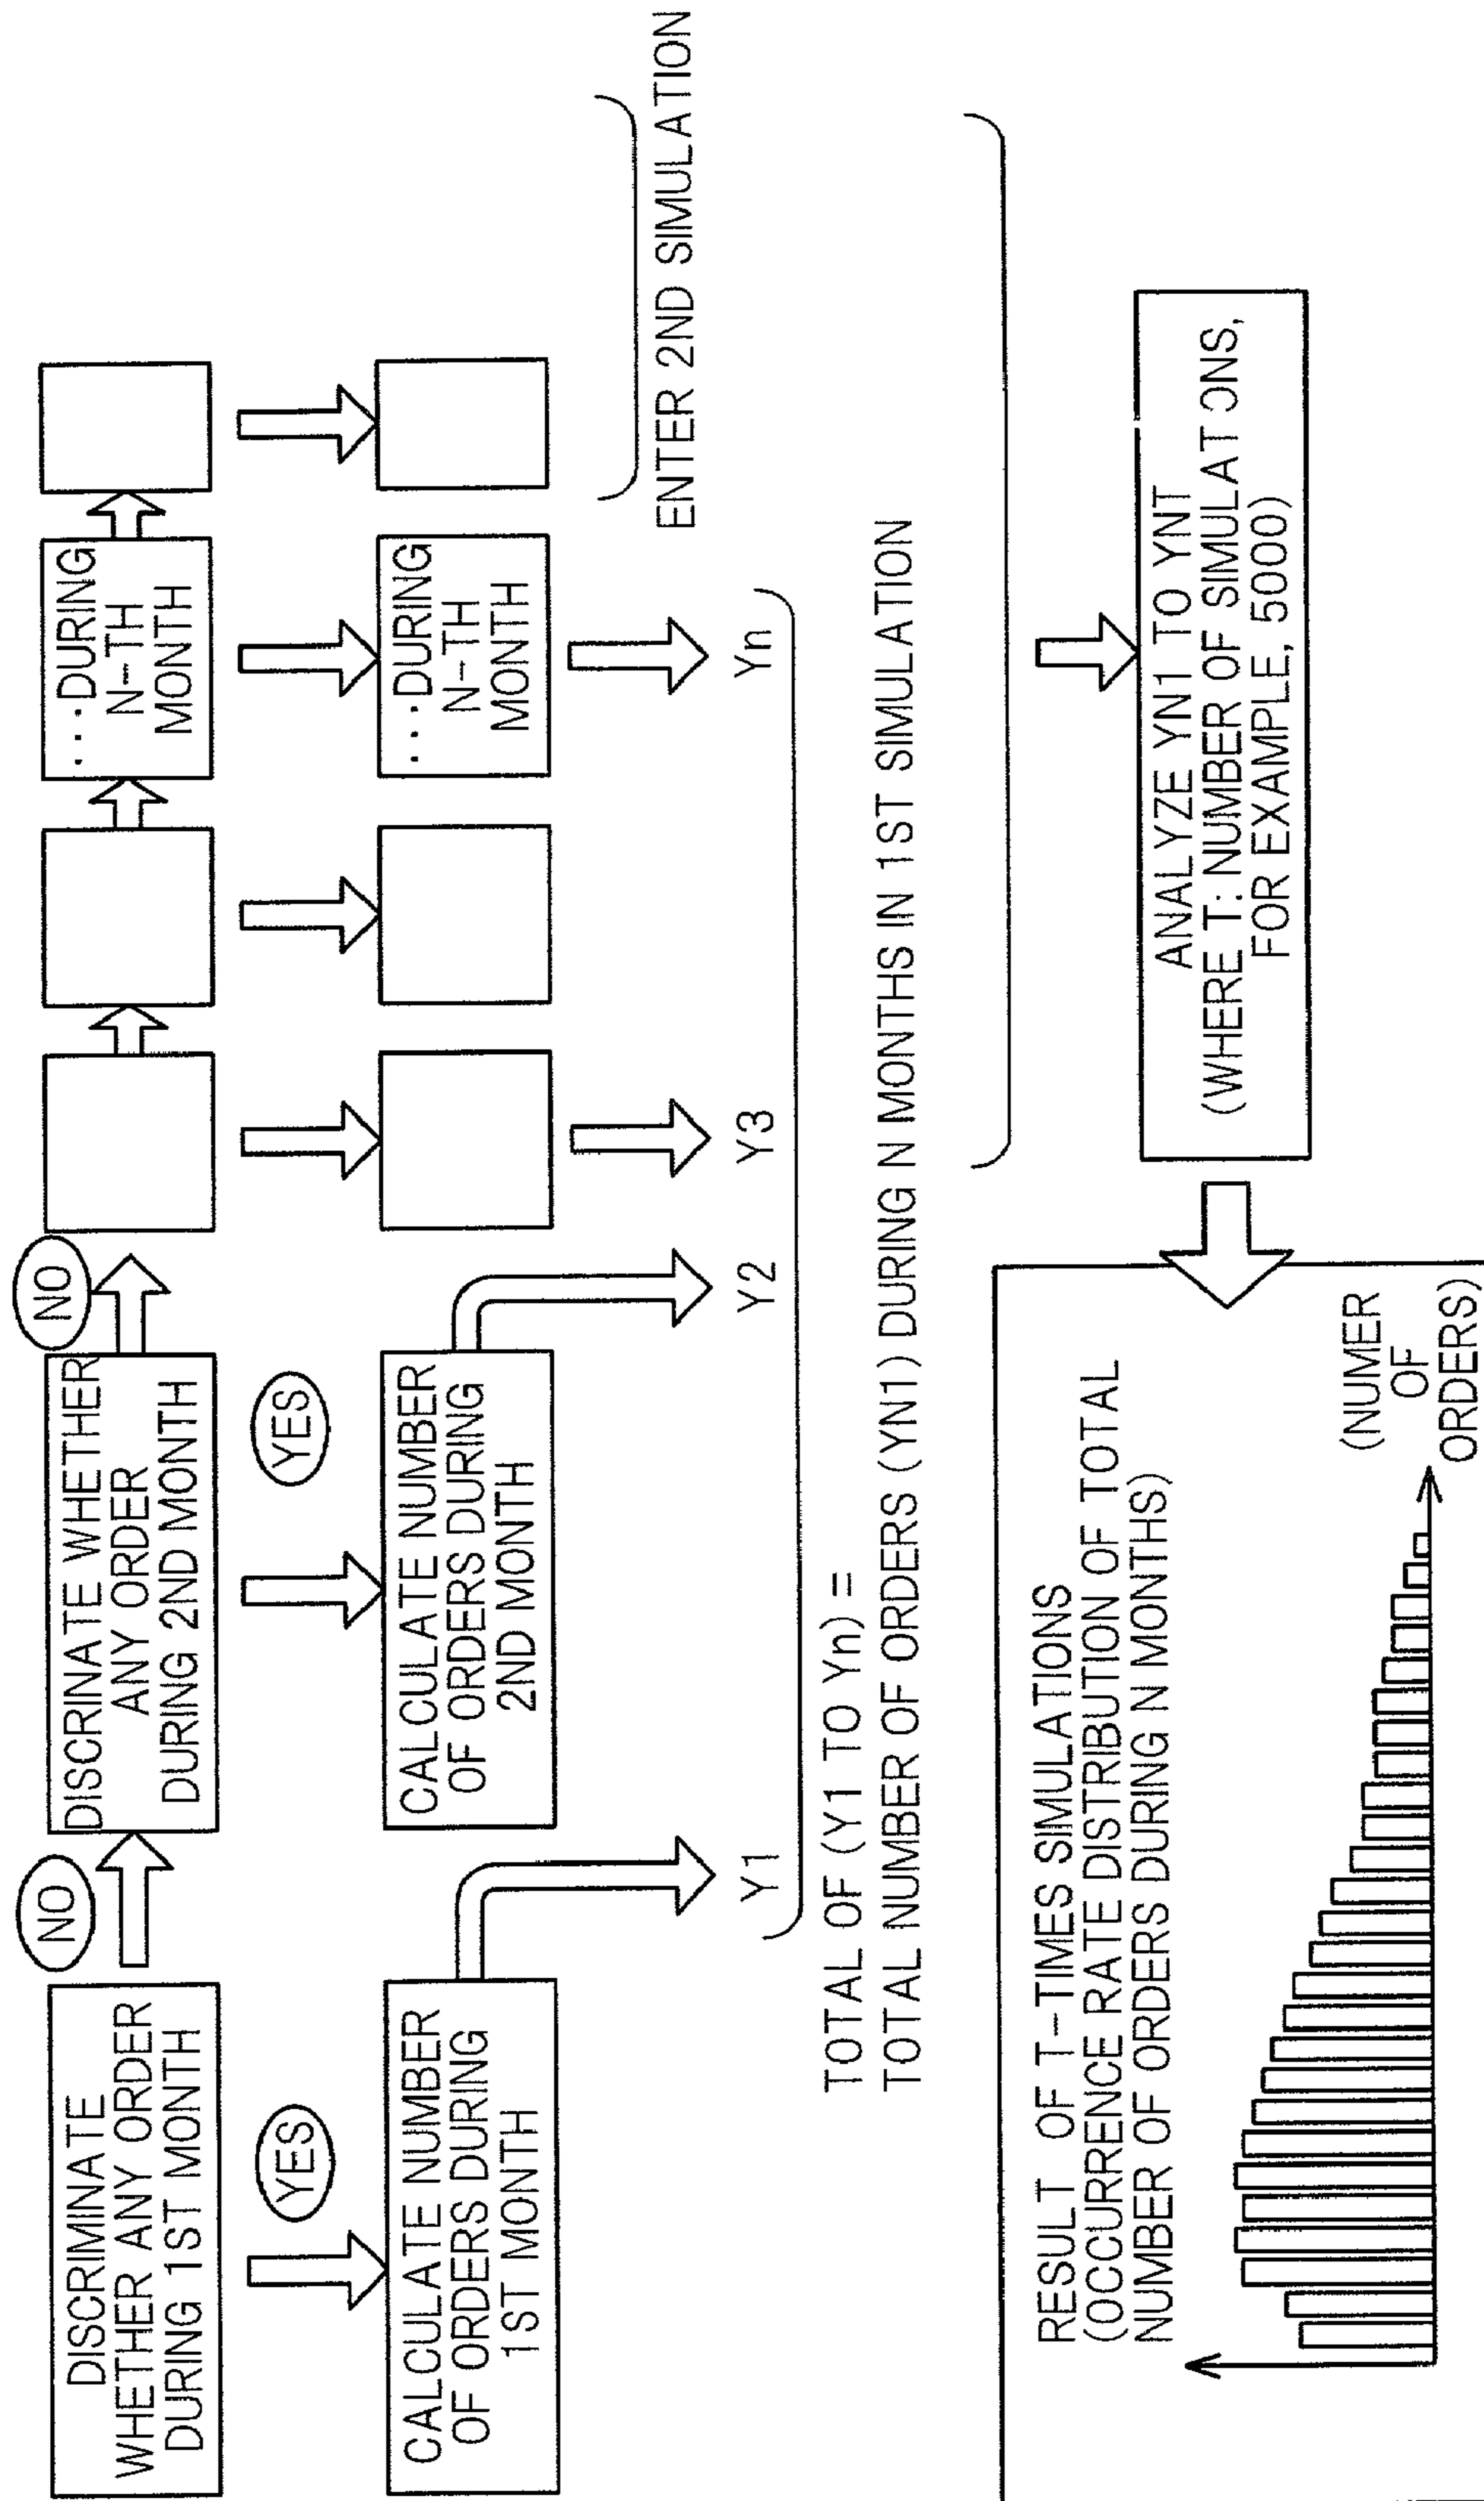 DISCRIMINATE
WHETHER ANY ORDER
DURING 1ST MONTH
NO
DISCRINATE WHETHER
ANY ORDER
DURING 2ND MONTH
NO
...DURING
N-TH
MONTH
YES
YES
CALCULATE NUMBER
OF ORDERS DURING
1ST MONTH
CALCULATE NUMBER
OF ORDERS DURING
2ND MONTH
...DURING
N-TH
MONTH
Y1
Y2
Y3
Yn
ENTER 2ND SIMULATION
TOTAL OF (Y1 TO Yn) =
TOTAL NUMBER OF ORDERS (YN1) DURING N MONTHS IN 1ST SIMULATION
ANALYZE YN1 TO YNT
(WHERE T: NUMBER OF SIMULATIONS,
FOR EXAMPLE, 5000)
RESULT OF T-TIMES SIMULATIONS
(OCCURRENCE RATE DISTRIBUTION OF TOTAL
NUMBER OF ORDERS DURING N MONTHS)
(NUMER
OF
ORDERS)